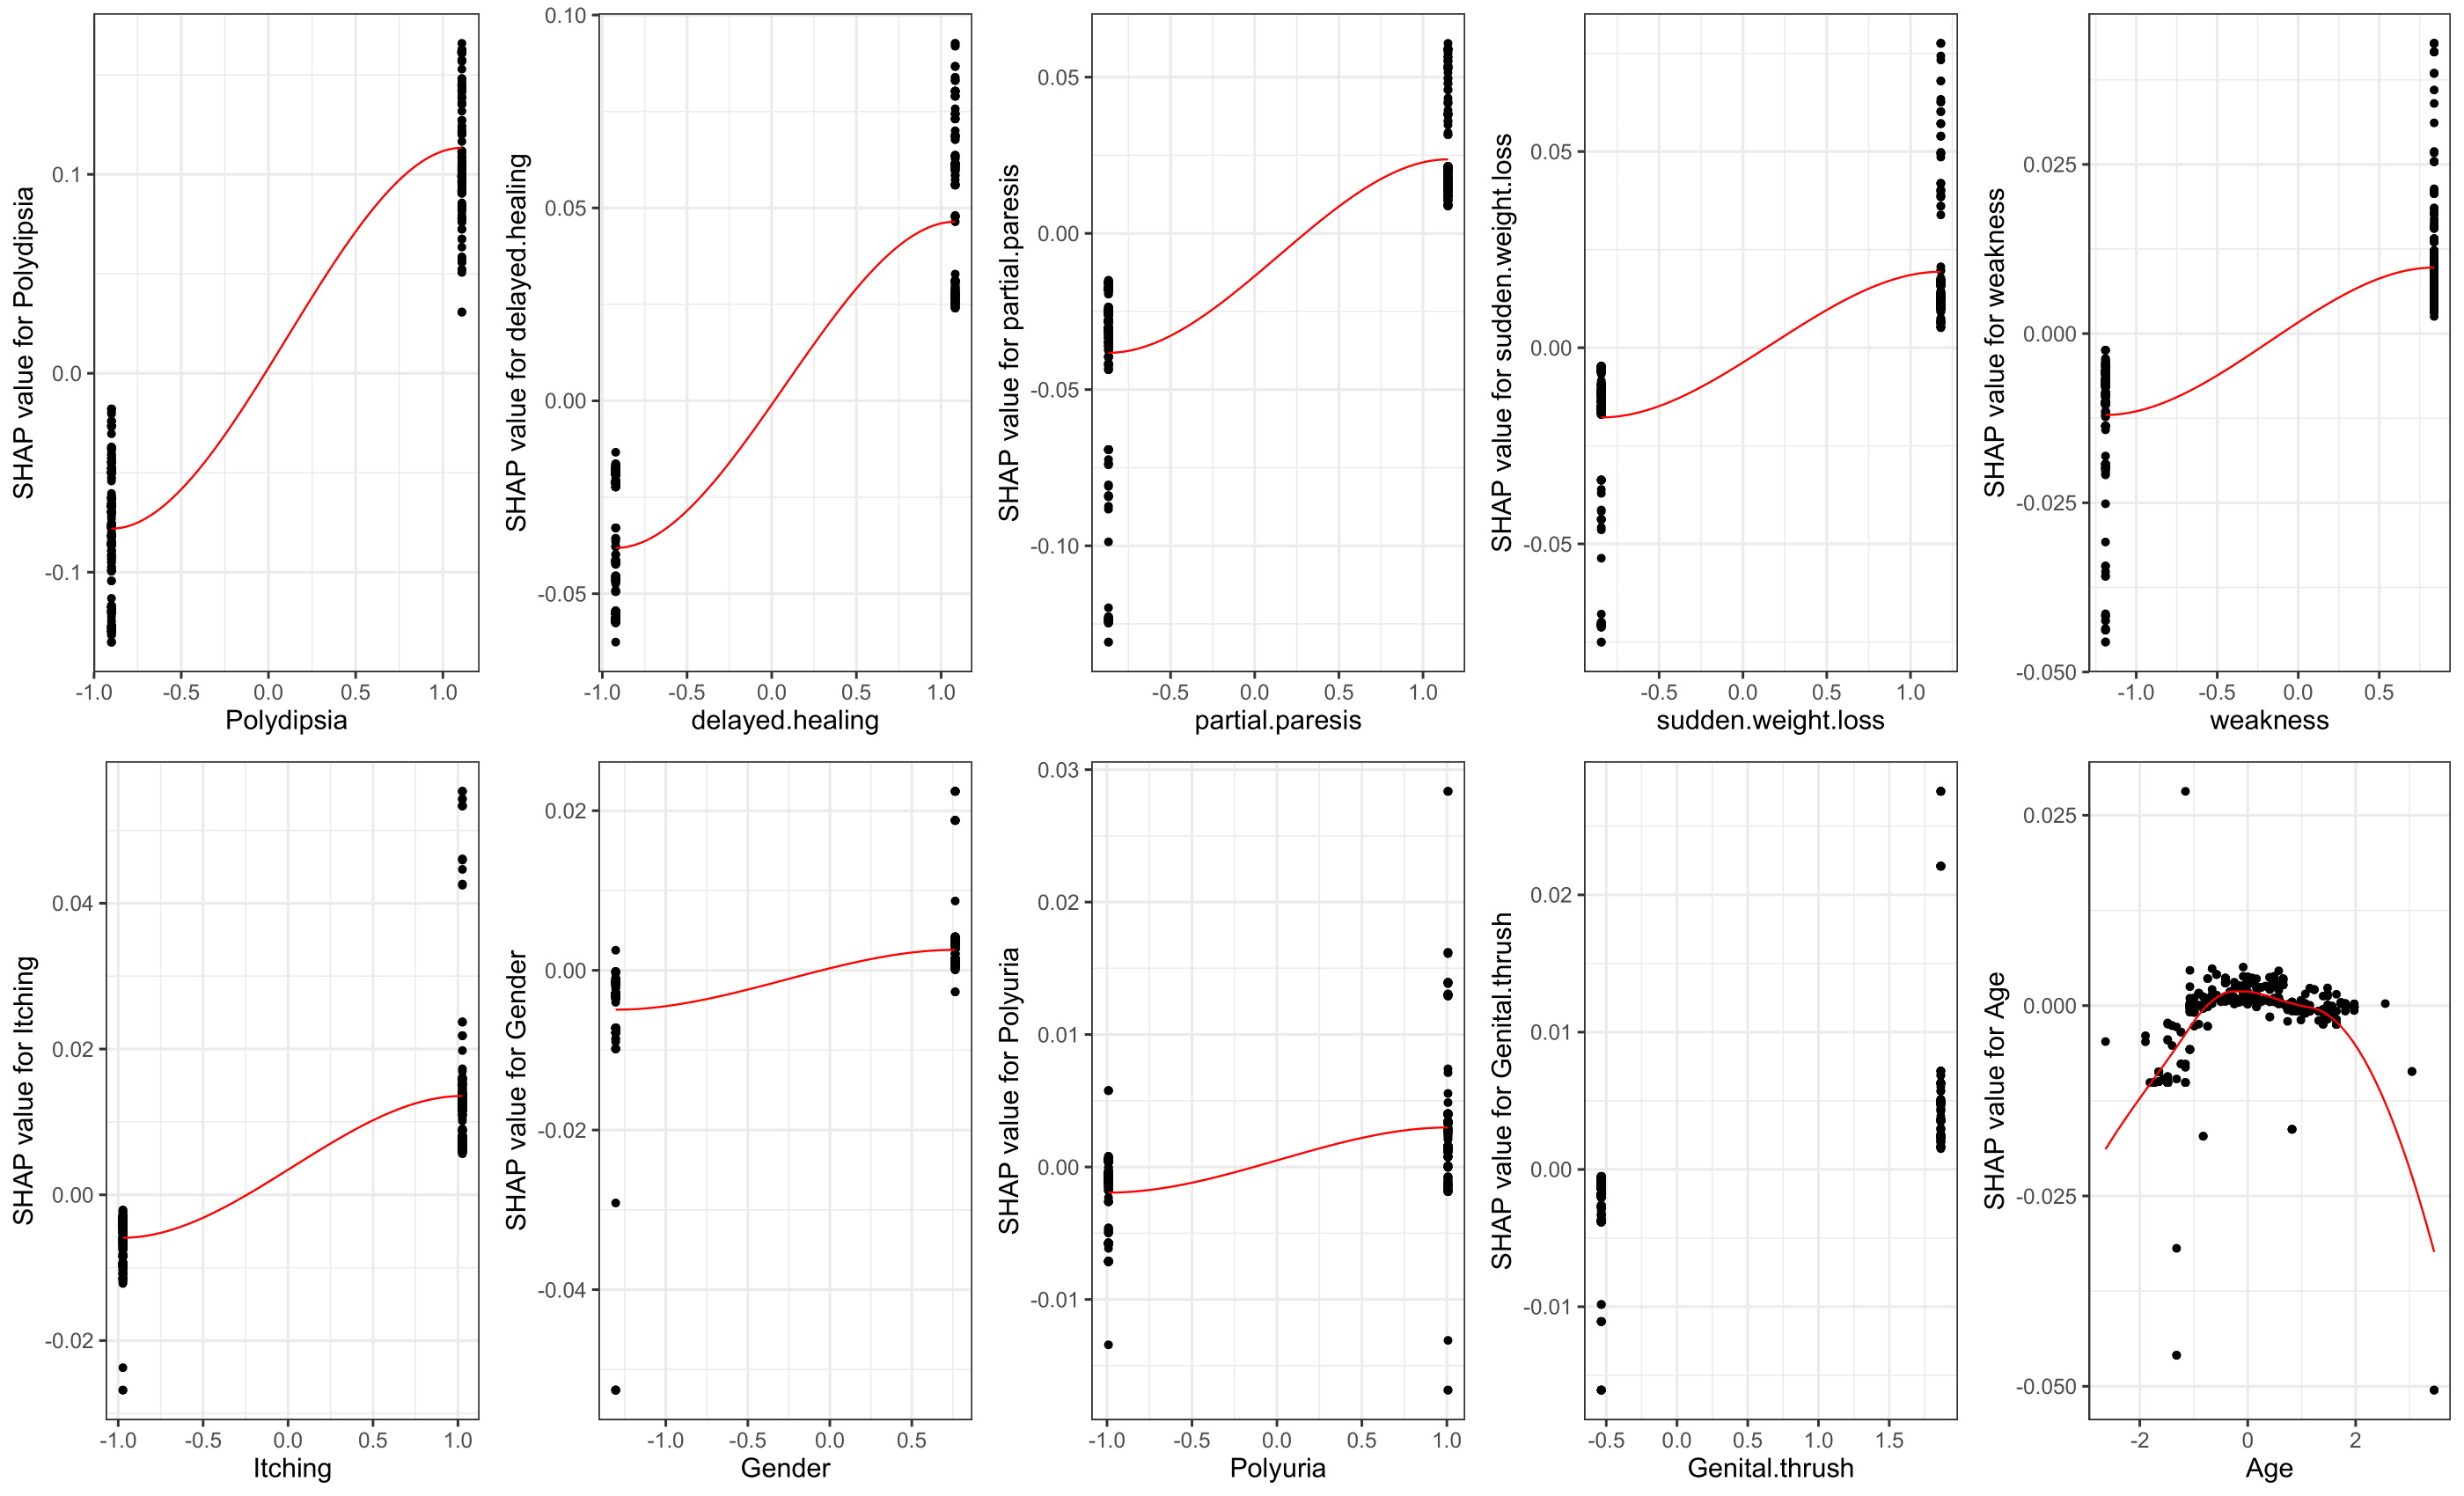 SHAP value for Polydipsia
0.1
0.0
-0.1
-1.0 -0.5 0.0 0.5 1.0
Polydipsia
SHAP value for delayed.healing
0.10
0.05
0.00
-0.05
-1.0 -0.5 0.0 0.5 1.0
delayed.healing
SHAP value for partial.paresis
0.05
0.00
-0.05
-0.10
-0.5 0.0 0.5 1.0
partial.paresis
SHAP value for sudden.weight.loss
0.05
0.00
-0.05
-0.5 0.0 0.5 1.0
sudden.weight.loss
SHAP value for weakness
0.025
0.000
-0.025
-0.050
-1.0 -0.5 0.0 0.5
weakness
SHAP value for Itching
0.04
0.02
0.00
-0.02
-1.0 -0.5 0.0 0.5 1.0
Itching
SHAP value for Gender
0.02
0.00
-0.02
-0.04
-1.0 -0.5 0.0 0.5
Gender
SHAP value for Polyuria
0.03
0.02
0.01
0.00
-0.01
-1.0 -0.5 0.0 0.5 1.0
Polyuria
SHAP value for Genital.thrush
0.02
0.01
0.00
-0.01
-0.5 0.0 0.5 1.0 1.5
Genital.thrush
SHAP value for Age
0.025
0.000
-0.025
-0.050
-2 0 2
Age